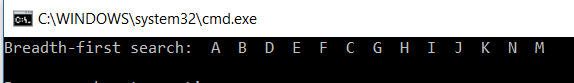 C:\WINDOWS\system32\cmd.exe
Breadth-first search:  A  B  D  E  F  C  G  H  I  J  K  N  M